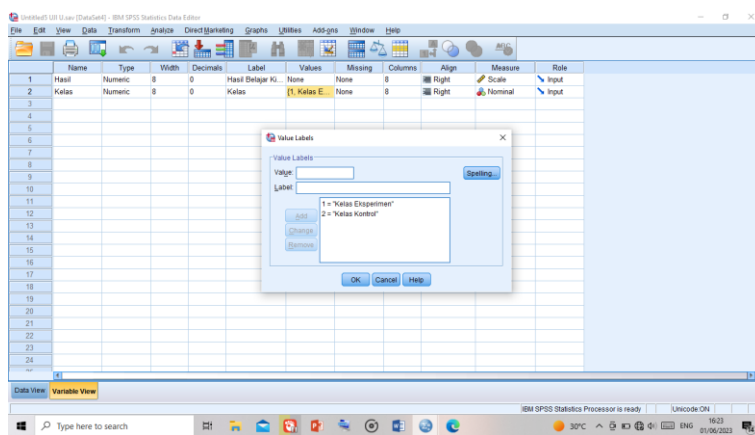 Untitled5 UJI U.sav [DataSet4] - IBM SPSS Statistics Data Editor
File Edit View Data Transform Analyze Direct Marketing Graphs Utilities Add-ons Window Help
Name Type Width Decimals Label Values Missing Columns Align Measure Role
1 Hasil Numeric 8 0 Hasil Belajar Ki... None None 8 Right Scale Input
2 Kelas Numeric 8 0 Kelas {1, Kelas E... None 8 Right Nominal Input
3
4
5
6
7
8
9
10
11
12
13
14
15
16
17
18
19
20
21
22
23
24
Value Labels
Value Labels
Value:
Spelling...
Label:
1 = "Kelas Eksperimen"
2 = "Kelas Kontrol"
Add
Change
Remove
OK Cancel Help
Data View Variable View
IBM SPSS Statistics Processor is ready Unicode:ON
Type here to search
30°C ENG 16:23
01/06/2023